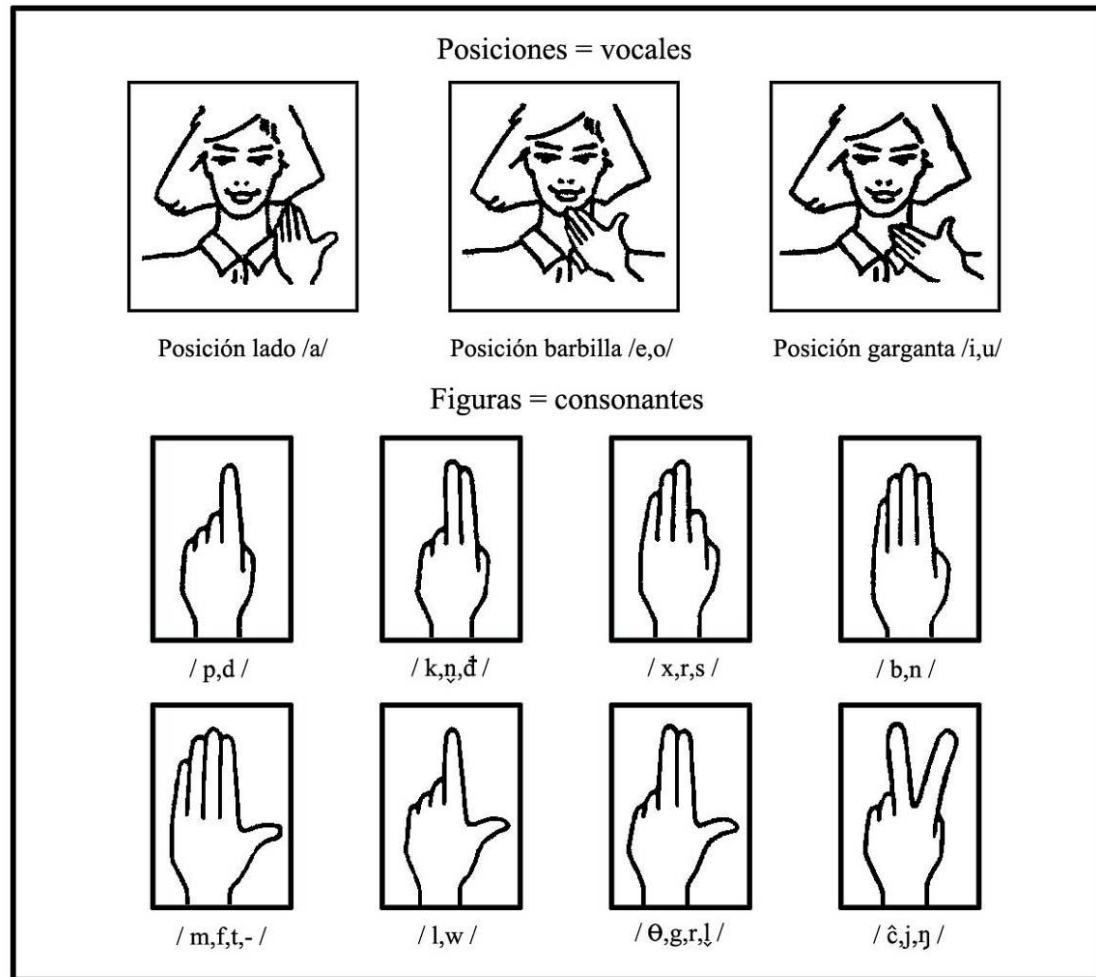 Posiciones = vocales
Posición lado /a/ Posición barbilla /e,o/ Posición garganta /i,u/
Figuras = consonantes
/ p,d / / k,n̬,đ / / x,r,s / / b,n /
/ m,f,t,- / / l,w / / Ɵ,g,r,l̬ / / ĉ,j,ŋ /